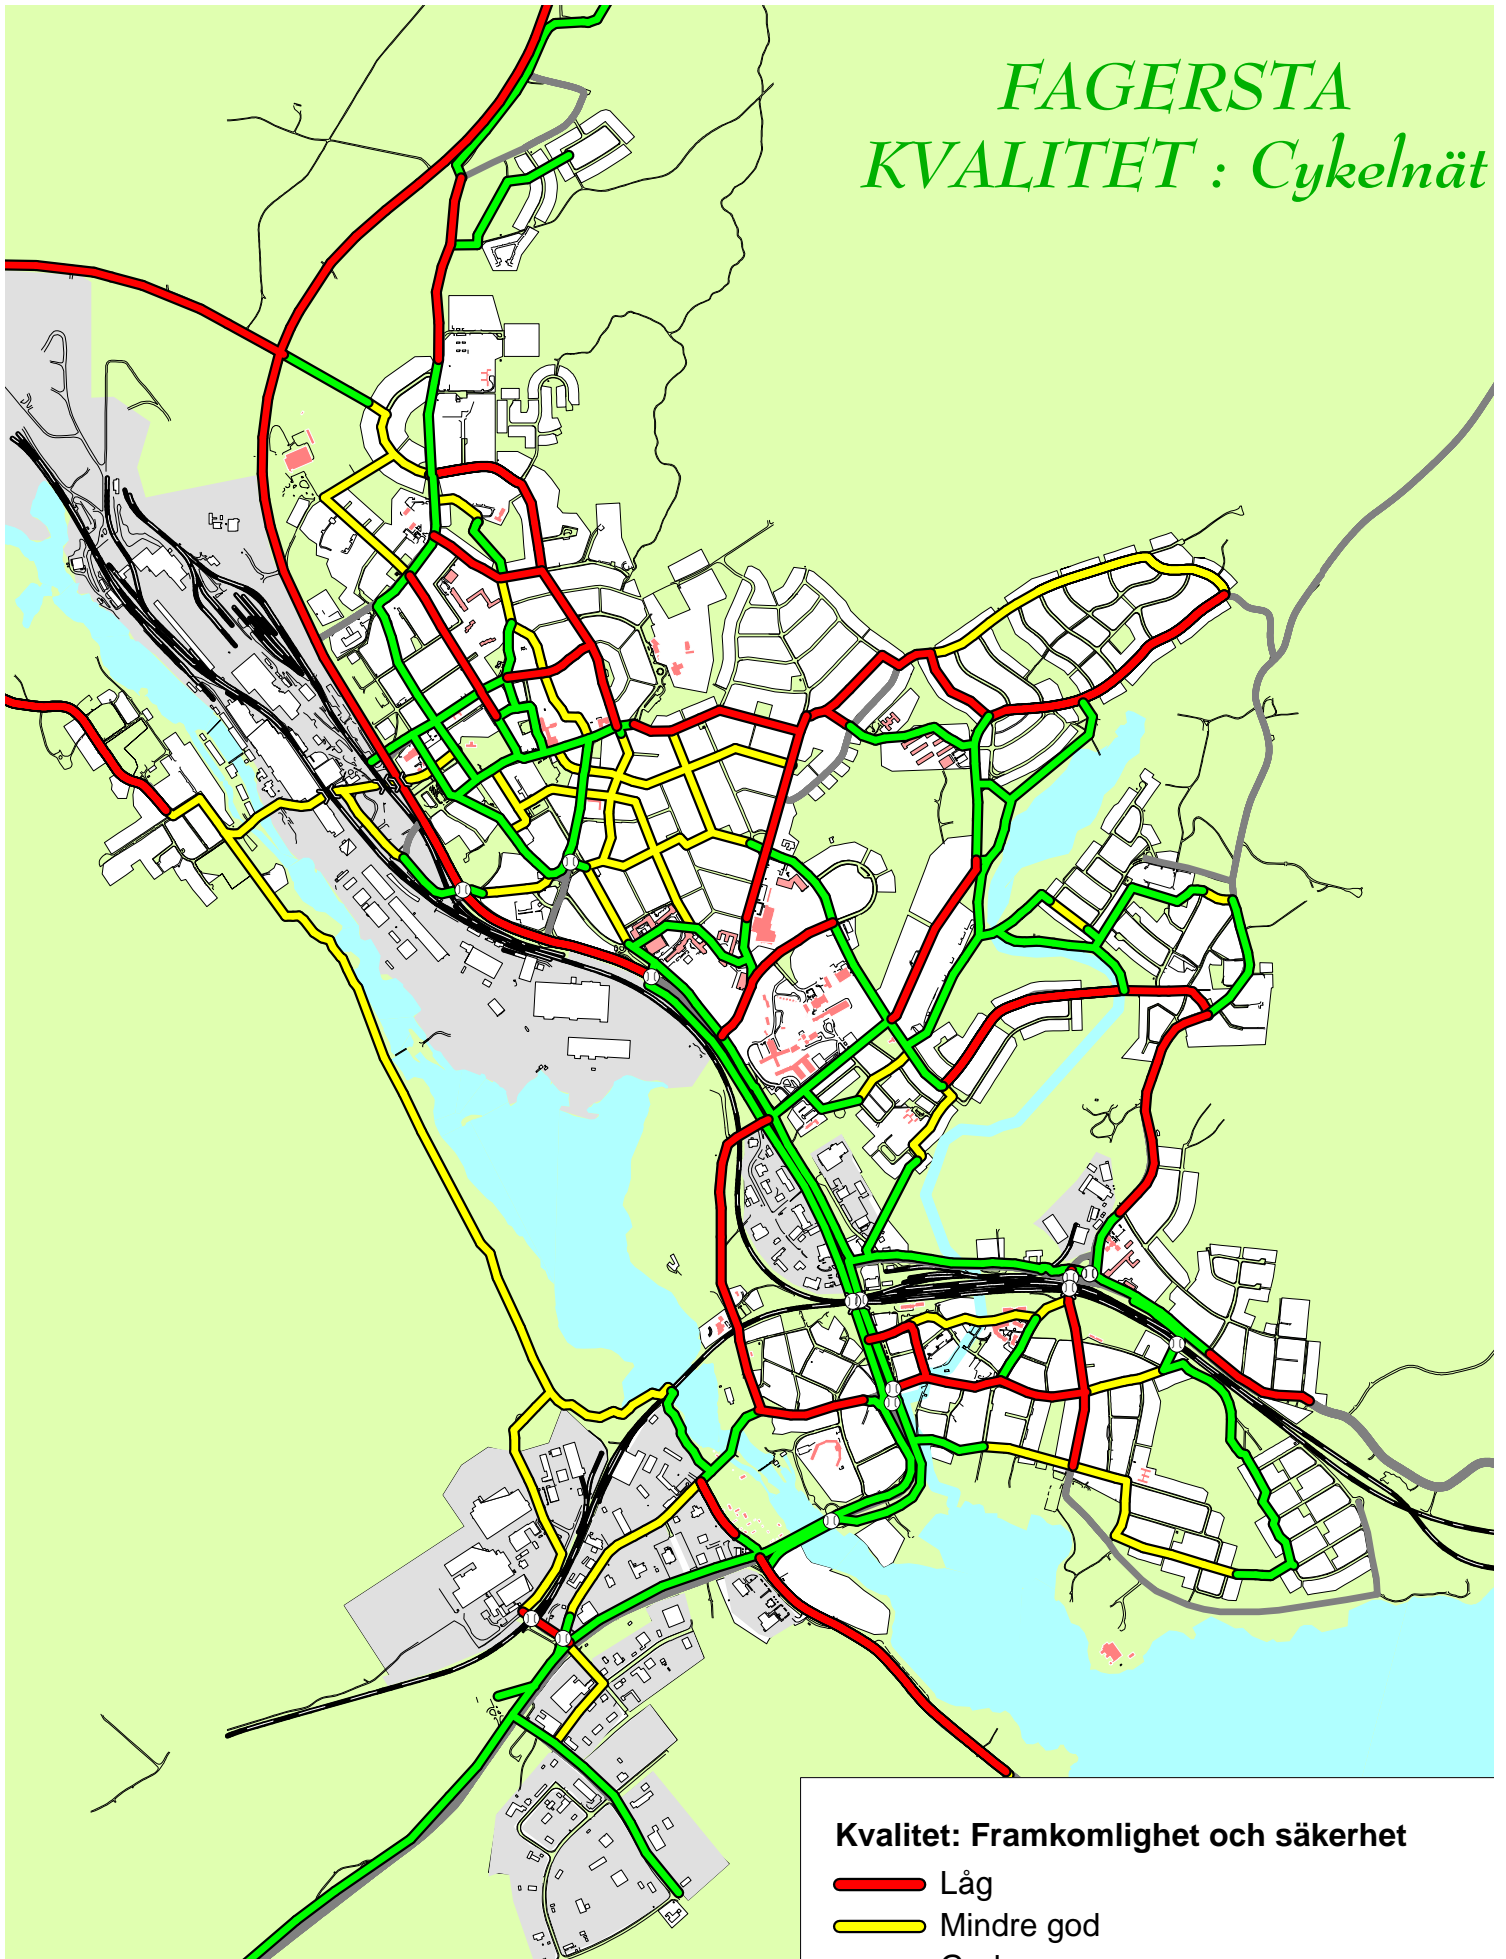 FAGERSTA
KVALITET : Cykelnät
Kvalitet: Framkomlighet och säkerhet
Låg
Mindre god